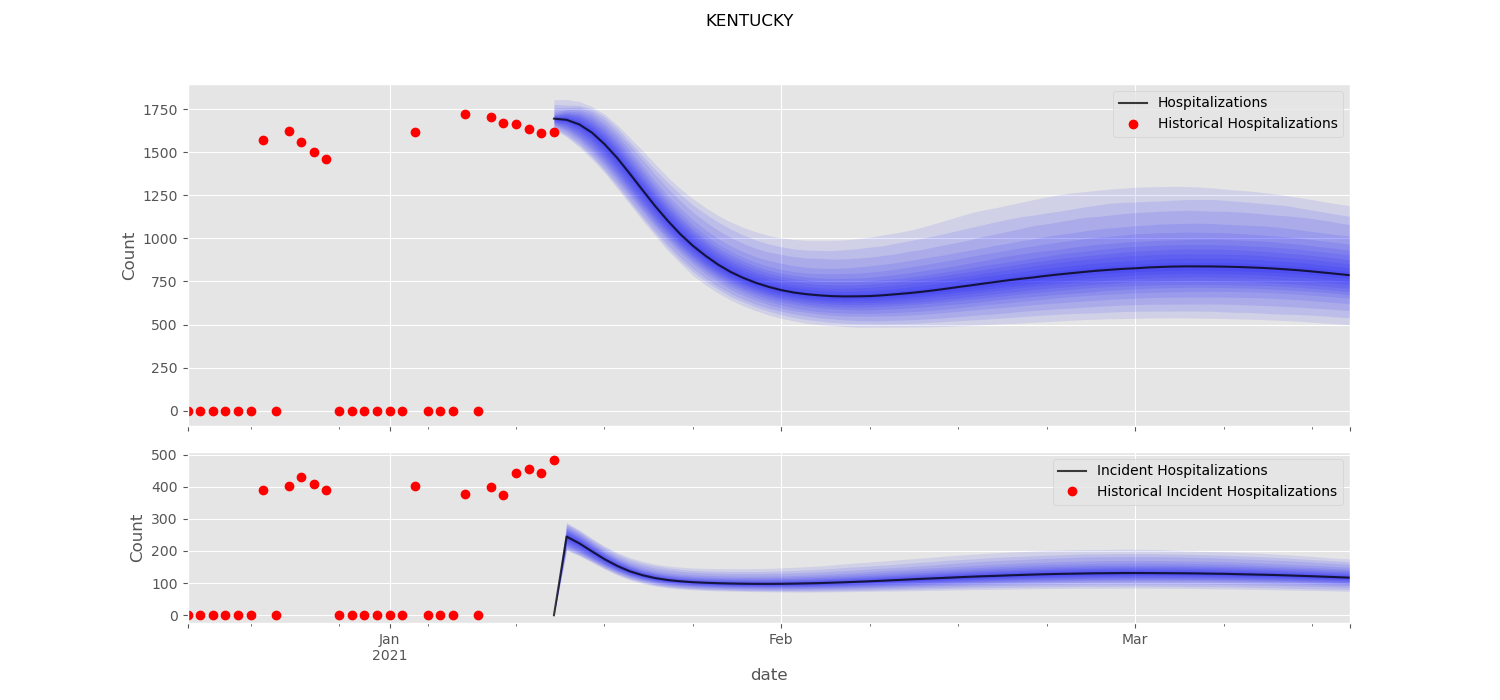 KENTUCKY
Hospitalizations
Historical Hospitalizations
1750
1500
1250
1000
750
500
250
0
Count
Incident Hospitalizations
Historical Incident Hospitalizations
500
400
300
200
100
0
Count
Jan
2021
Feb
Mar
date